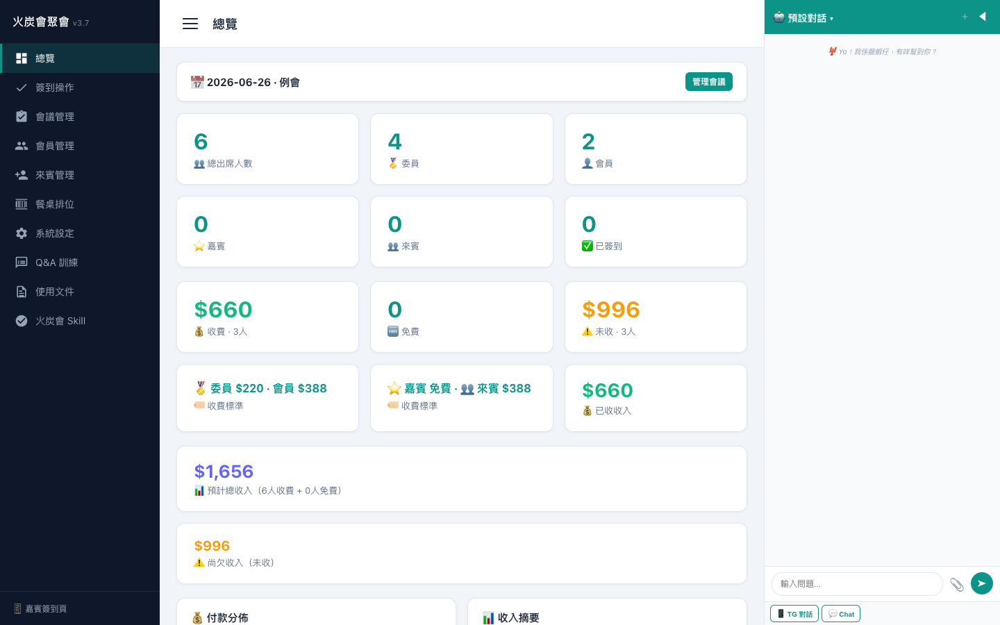 火炭會聚會 v3.7
總覽
簽到操作
會議管理
會員管理
來賓管理
餐桌排位
系統設定
Q&A 訓練
使用文件
火炭會 Skill
嘉賓簽到頁
總覽
2026-06-26 · 例會
管理會議
6
總出席人數
4
委員
2
會員
0
嘉賓
0
來賓
0
已簽到
$660
收費 · 3人
0
免費
$996
未收 · 3人
委員 $220 · 會員 $388
收費標準
嘉賓 免費 · 來賓 $388
收費標準
$660
已收收入
$1,656
預計總收入（6人收費 + 0人免費）
$996
尚欠收入（未收）
付款分佈
收入摘要
預設對話
Yo！我係龍蝦仔，有咩幫到你？
輸入問題...
TG 對話
Chat